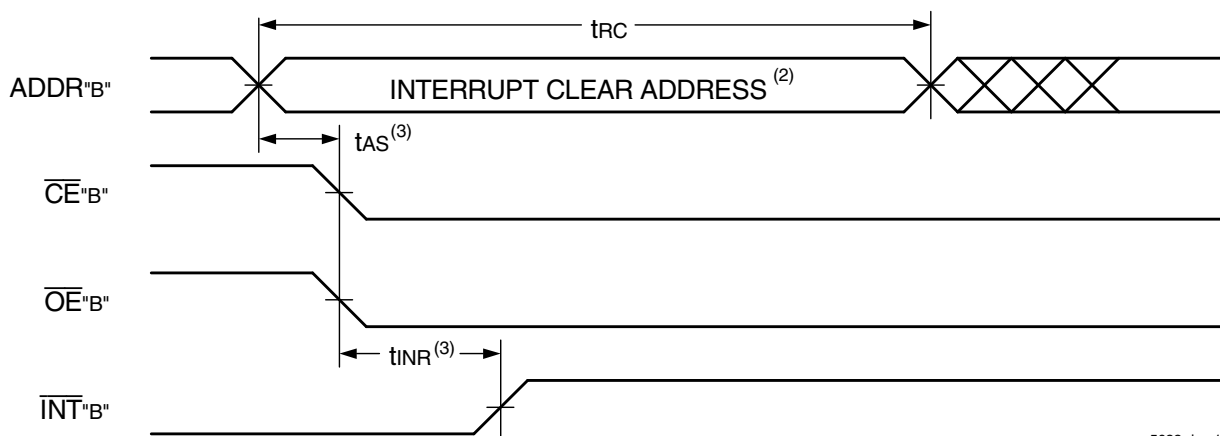 tRC
ADDR"B"
INTERRUPT CLEAR ADDRESS (2)
tAS(3)
CE"B"
OE"B"
tINR(3)
INT"B"